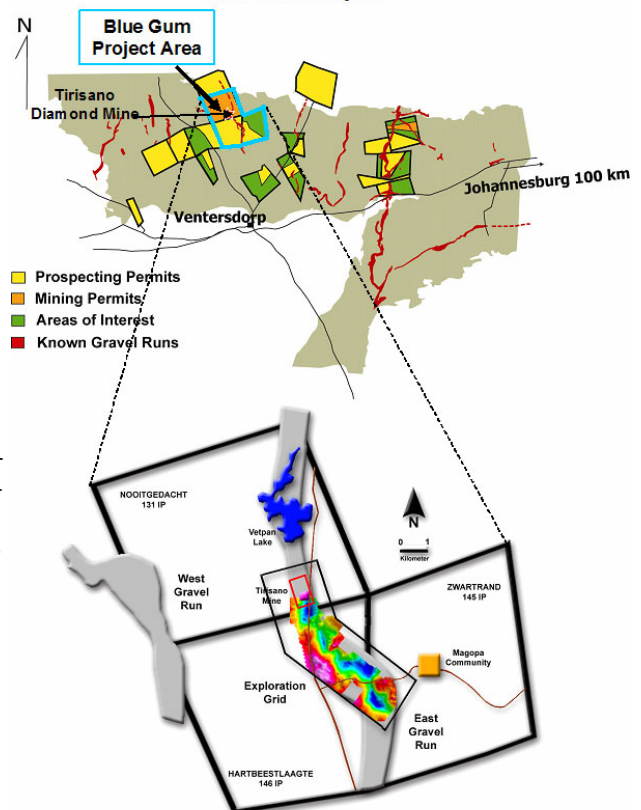 N
Blue Gum
Project Area
Tirisano
Diamond Mine
Johannesburg 100 km
Ventersdorp
Prospecting Permits
Mining Permits
Areas of Interest
Known Gravel Runs
NOOITGEDACHT
131 IP
Vetpan
Lake
N
0 1
Kilometer
West
Gravel
Run
Tirisano
Mine
ZWARTRAND
145 IP
Magopa
Community
Exploration
Grid
East
Gravel
Run
HARTBEESTLAAGTE
146 IP